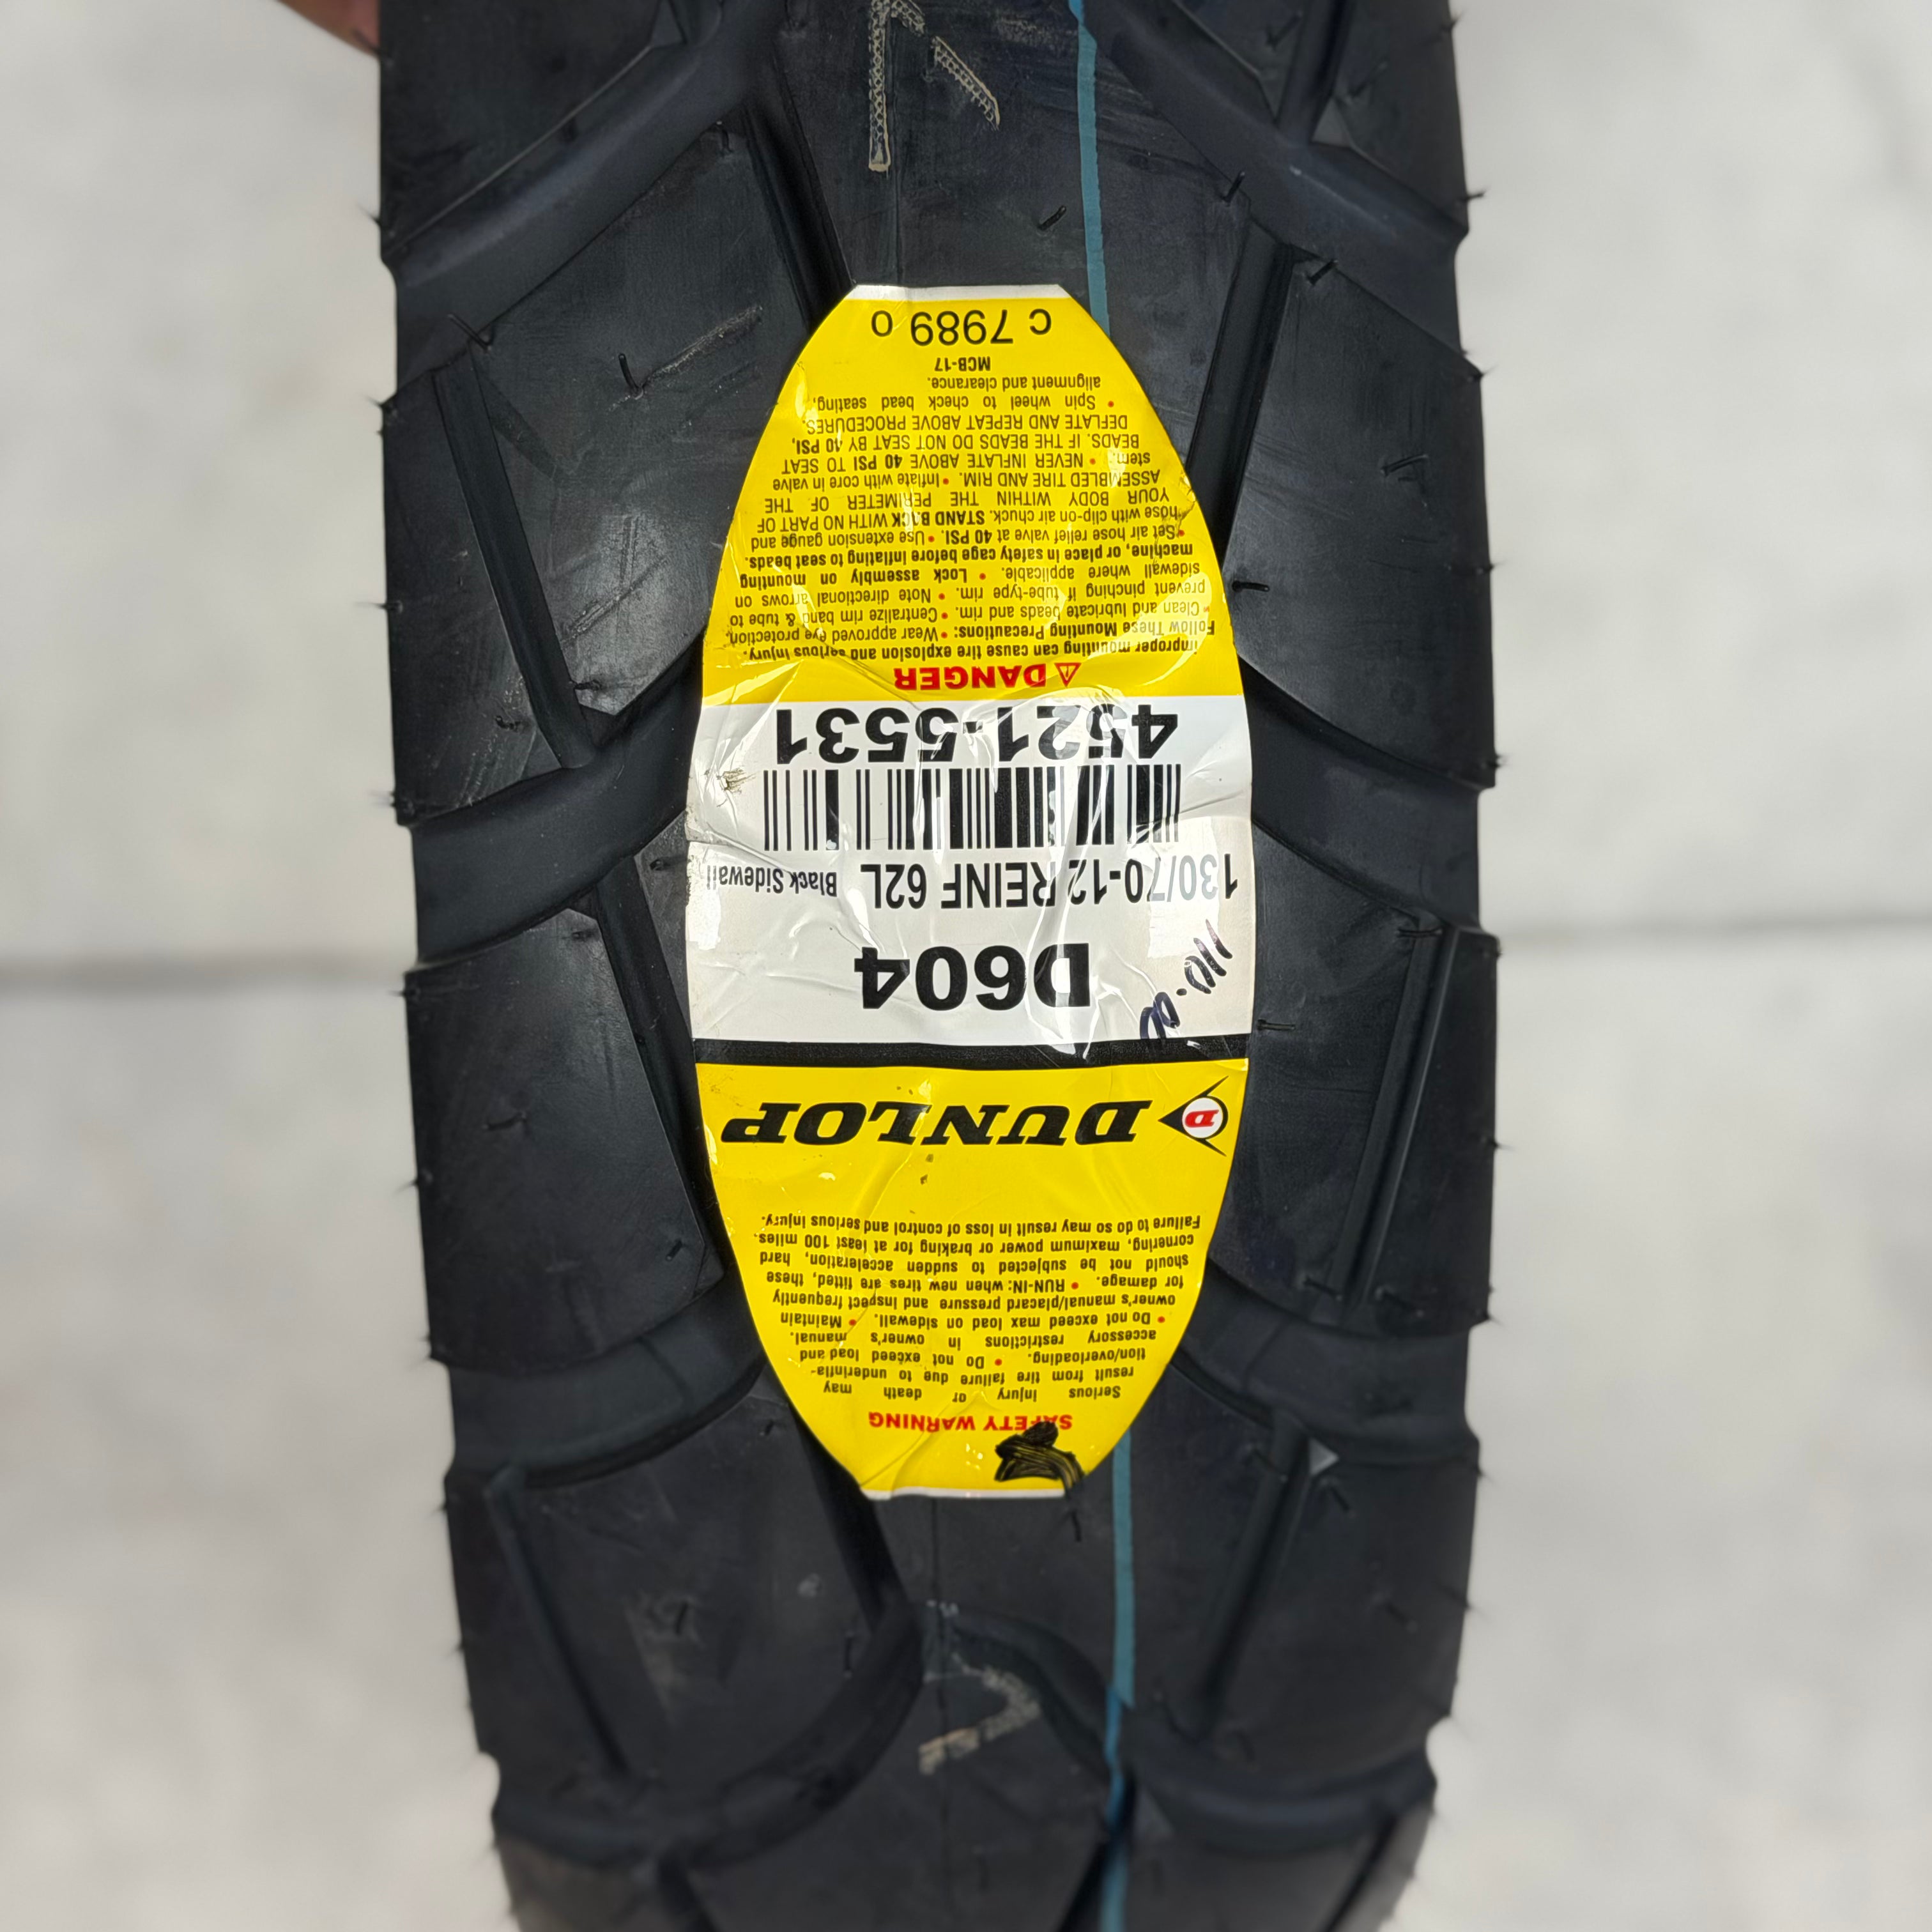 SAFETY WARNING
Serious injury or death may
result from tire failure due to underinfla-
tion/overloading. • Do not exceed load and
accessory restrictions in owner's manual.
• Do not exceed max load on sidewall. • Maintain
owner's manual/placard pressure and inspect frequently
for damage. • RUN-IN: when new tires are fitted, these
should not be subjected to sudden acceleration, hard
cornering, maximum power or braking for at least 100 miles.
Failure to do so may result in loss of control and serious injury.
D DUNLOP
D604
130/70-12 REINF 62L Black Sidewall
4521-5531
DANGER
Improper mounting can cause tire explosion and serious injury.
Follow These Mounting Precautions: • Wear approved eye protection.
• Clean and lubricate beads and rim. • Centralize rim band & tube to
prevent pinching if tube-type rim. • Note directional arrows on
sidewall where applicable. • Lock assembly on mounting
machine, or place in safety cage before inflating to seat beads.
• Set air hose relief valve at 40 PSI. • Use extension gauge and
hose with clip-on air chuck. STAND BACK WITH NO PART OF
YOUR BODY WITHIN THE PERIMETER OF THE
ASSEMBLED TIRE AND RIM. • Inflate with core in valve
stem. • NEVER INFLATE ABOVE 40 PSI TO SEAT
BEADS. IF THE BEADS DO NOT SEAT BY 40 PSI,
DEFLATE AND REPEAT ABOVE PROCEDURES.
• Spin wheel to check bead seating,
alignment and clearance.
MCB-17
c 7989 o